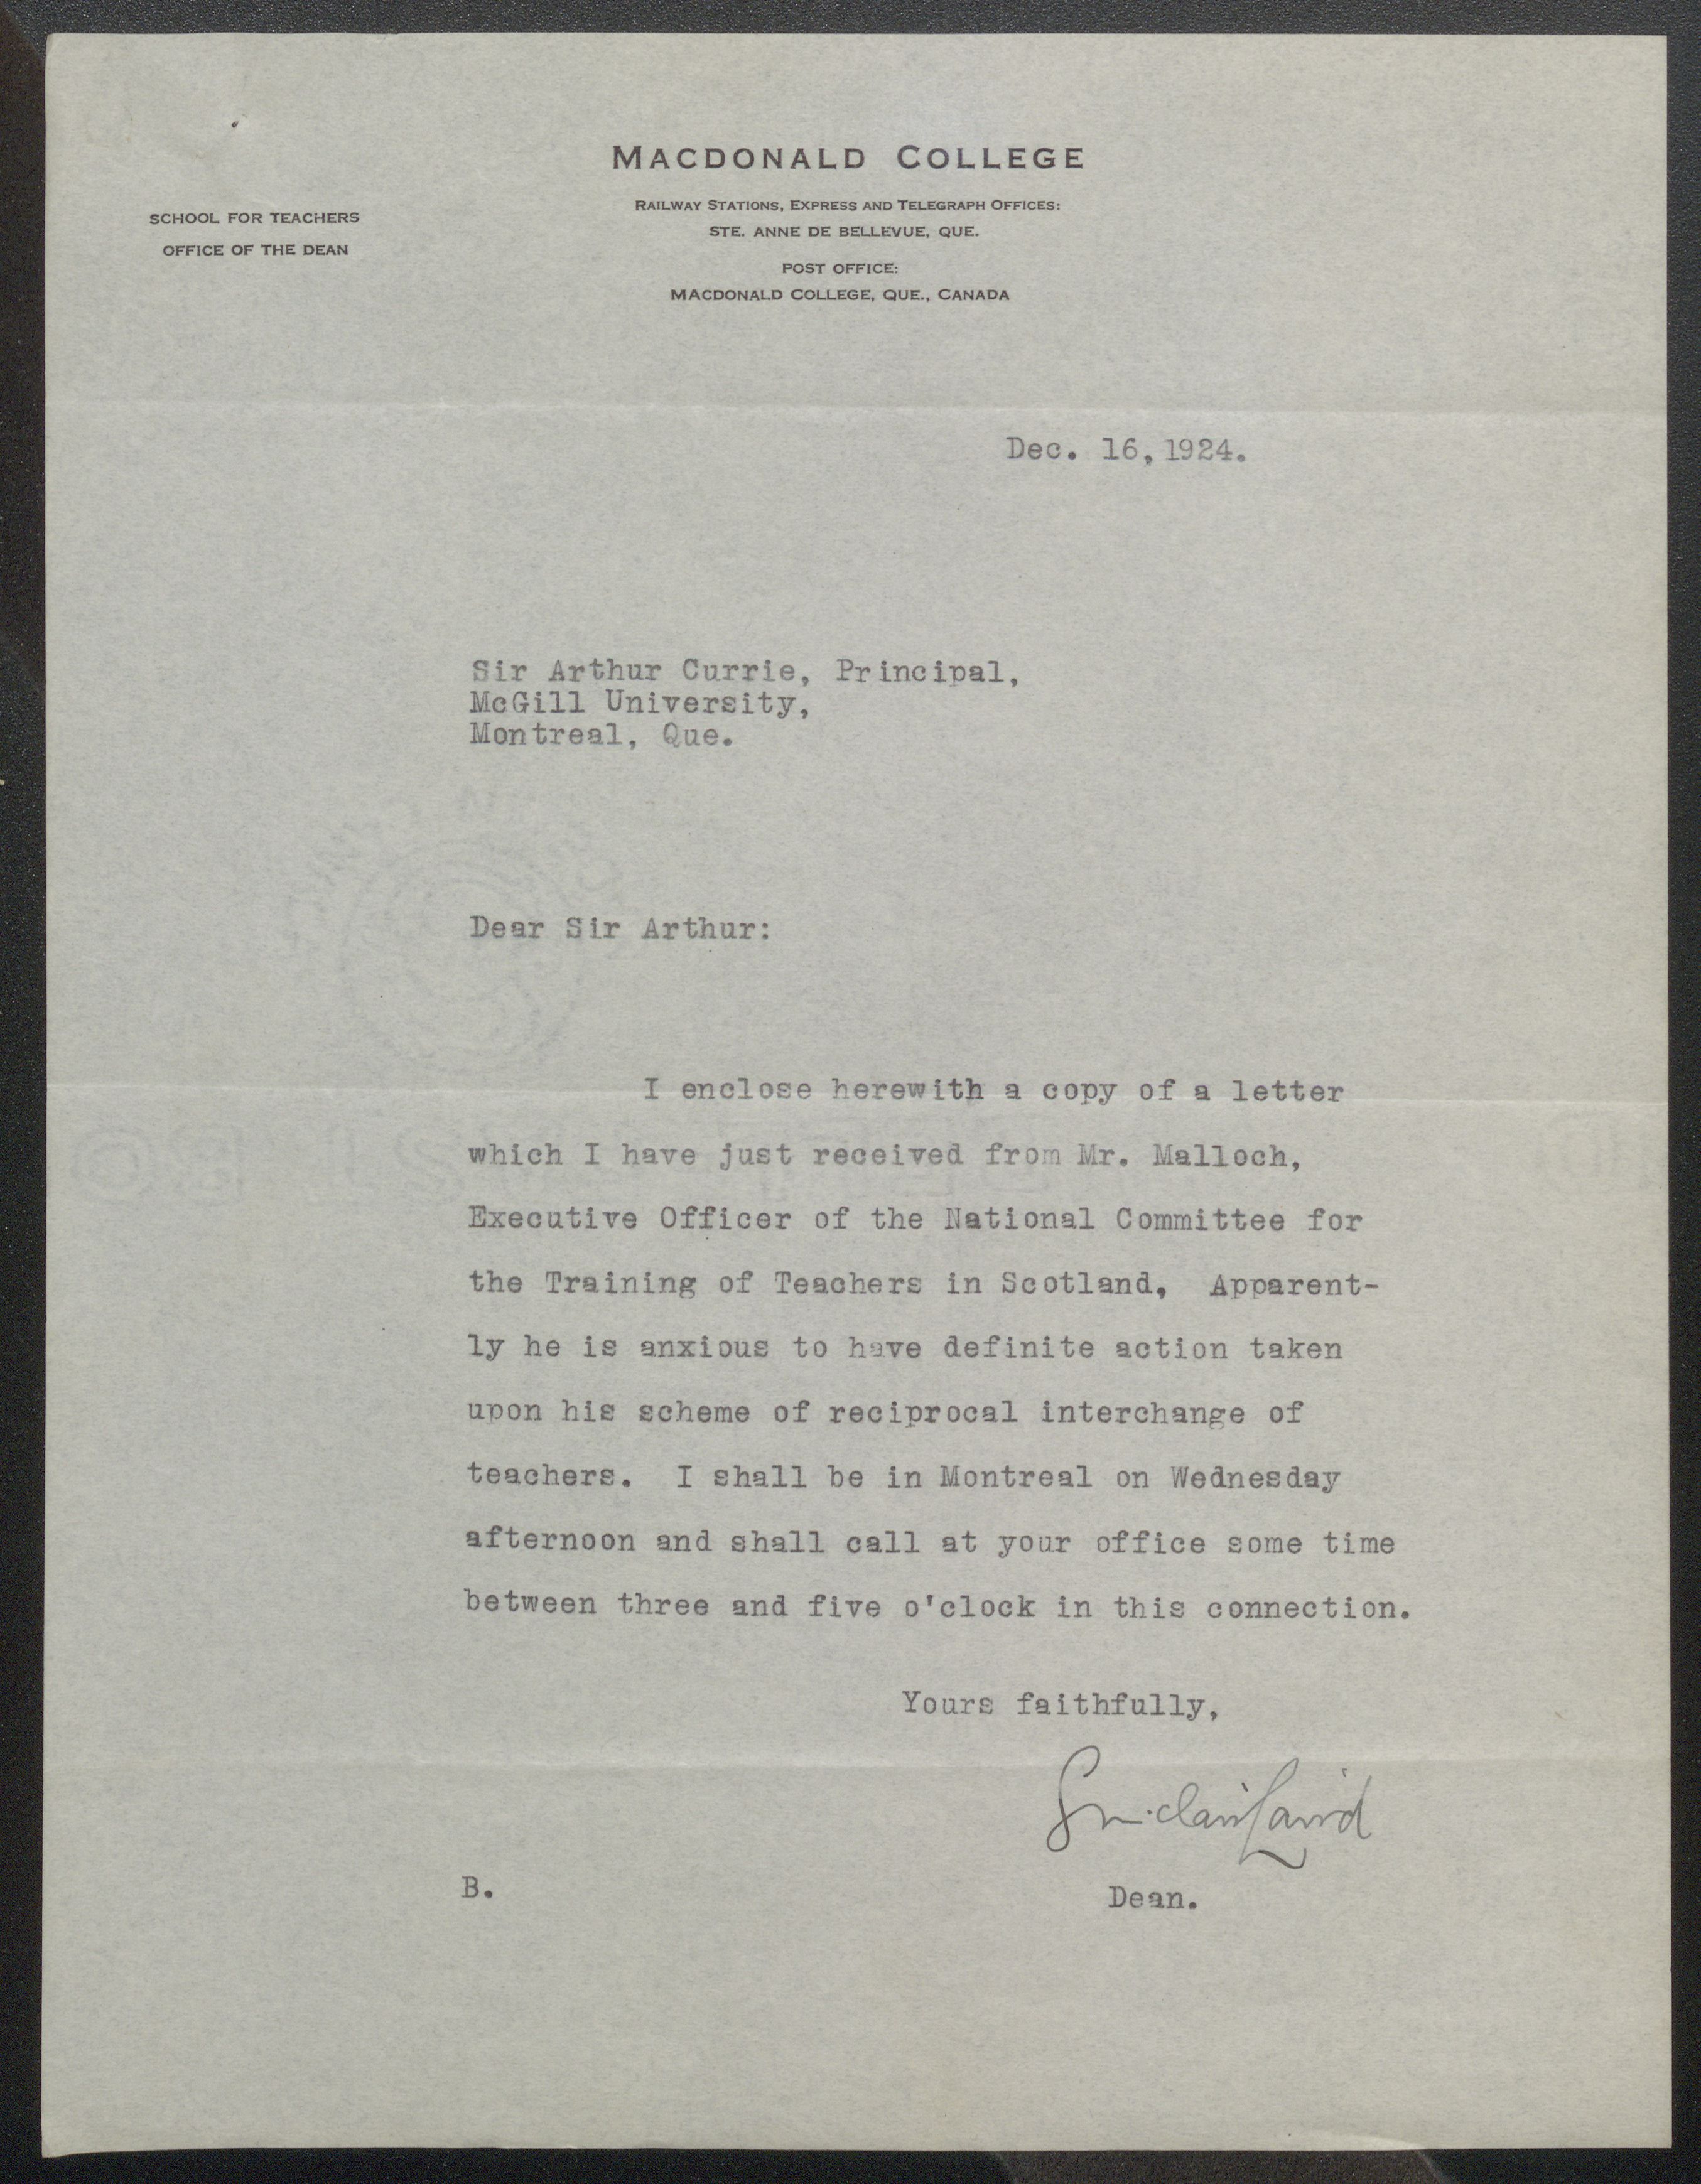 MACDONALD COLLEGE
RAILWAY STATIONS, EXPRESS AND TELEGRAPH OFFICES:
STE. ANNE DE BELLEVUE, QUE.
POST OFFICE:
MACDONALD COLLEGE, QUE., CANADA
SCHOOL FOR TEACHERS
OFFICE OF THE DEAN
Dec. 16, 1924.
Sir Arthur Currie, Principal,
McGill University,
Montreal, Que.
Dear Sir Arthur:
I enclose herewith a copy of a letter
which I have just received from Mr. Malloch,
Executive Officer of the National Committee for
the Training of Teachers in Scotland, Apparent-
ly he is anxious to have definite action taken
upon his scheme of reciprocal interchange of
teachers. I shall be in Montreal on Wednesday
afternoon and shall call at your office some time
between three and five o'clock in this connection.
Yours faithfully,
Sinclair Laird
B.
Dean.